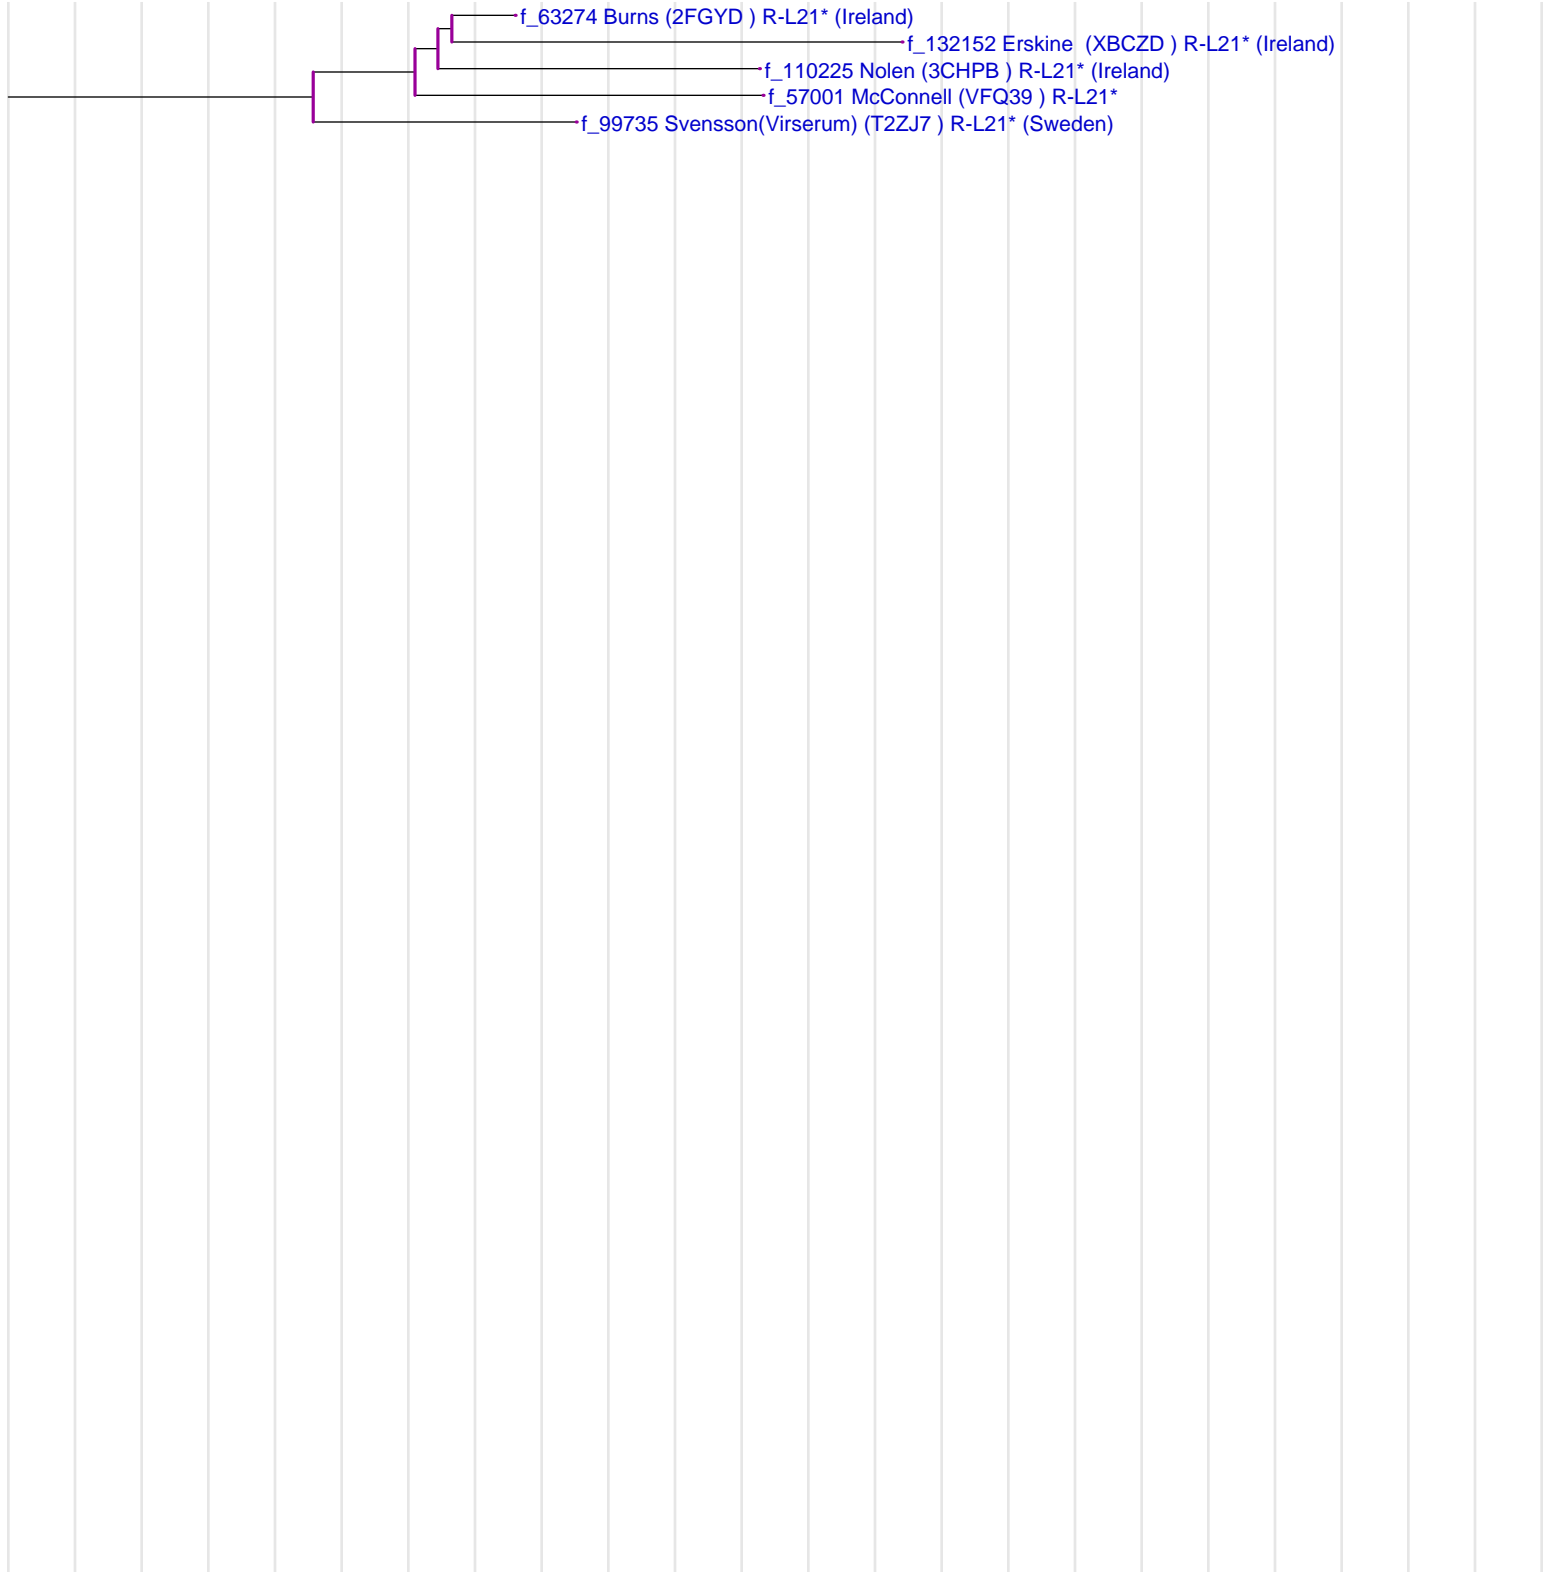 f_63274 Burns (2FGYD ) R-L21* (Ireland)
f_132152 Erskine  (XBCZD ) R-L21* (Ireland)
f_110225 Nolen (3CHPB ) R-L21* (Ireland)
f_57001 McConnell (VFQ39 ) R-L21*
f_99735 Svensson(Virserum) (T2ZJ7 ) R-L21* (Sweden)